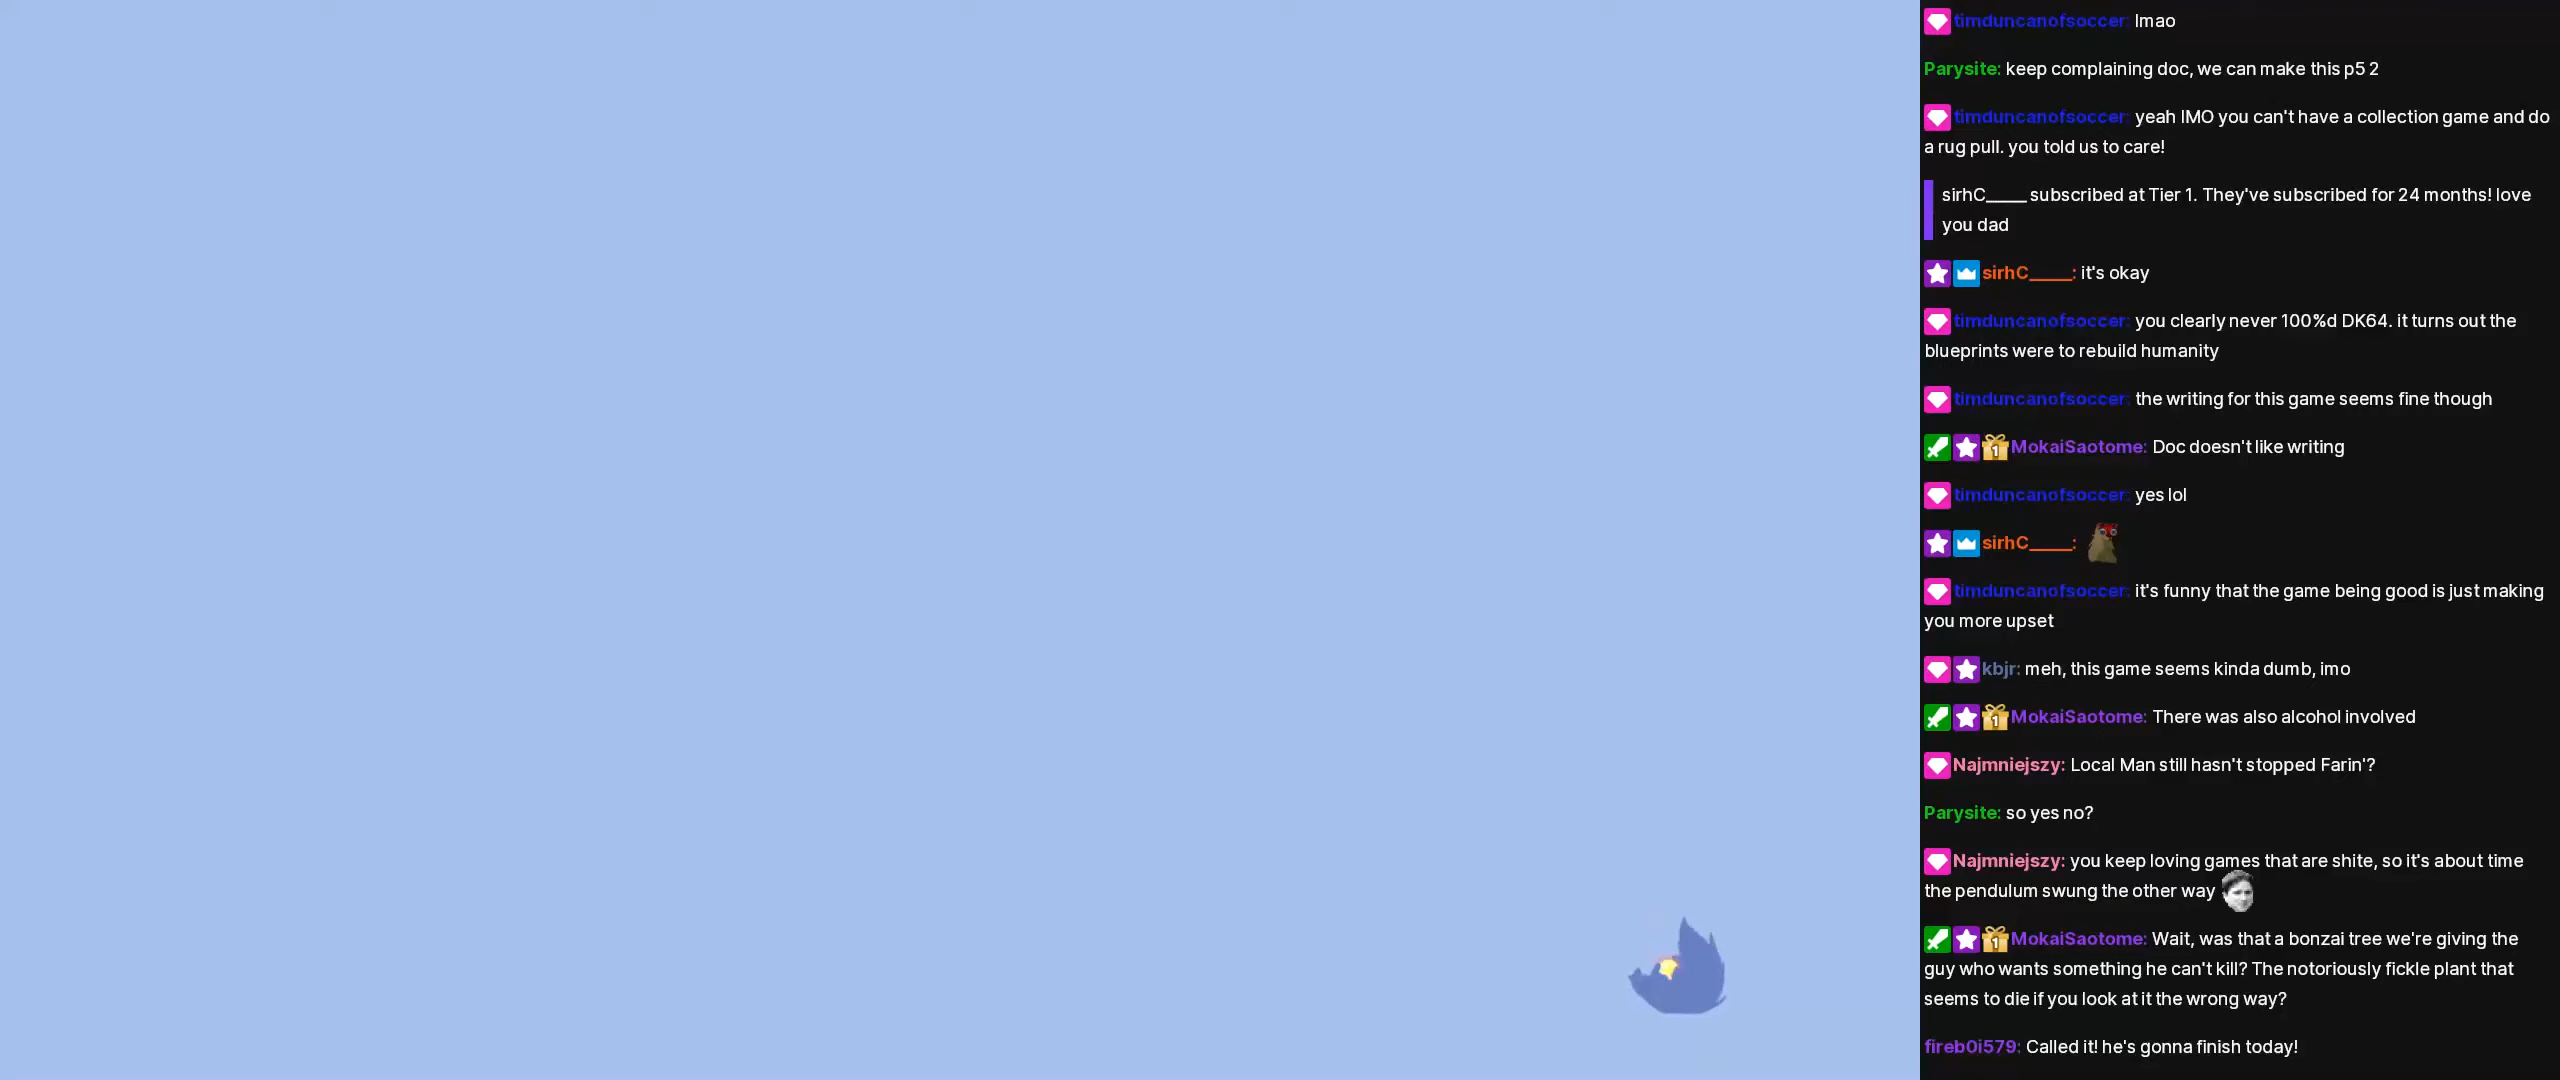 timduncanofsoccer: lmao
Parysite: keep complaining doc, we can make this p5 2
timduncanofsoccer: yeah IMO you can't have a collection game and do
a rug pull. you told us to care!
sirhC_____ subscribed at Tier 1. They've subscribed for 24 months! love
you dad
sirhC_____: it's okay
timduncanofsoccer: you clearly never 100%d DK64. it turns out the
blueprints were to rebuild humanity
timduncanofsoccer: the writing for this game seems fine though
1 MokaiSaotome: Doc doesn't like writing
timduncanofsoccer: yes lol
sirhC_____:
timduncanofsoccer: it's funny that the game being good is just making
you more upset
kbjr: meh, this game seems kinda dumb, imo
1 MokaiSaotome: There was also alcohol involved
Najmniejszy: Local Man still hasn't stopped Farin'?
Parysite: so yes no?
Najmniejszy: you keep loving games that are shite, so it's about time
the pendulum swung the other way
1 MokaiSaotome: Wait, was that a bonzai tree we're giving the
guy who wants something he can't kill? The notoriously fickle plant that
seems to die if you look at it the wrong way?
fireb0i579: Called it! he's gonna finish today!